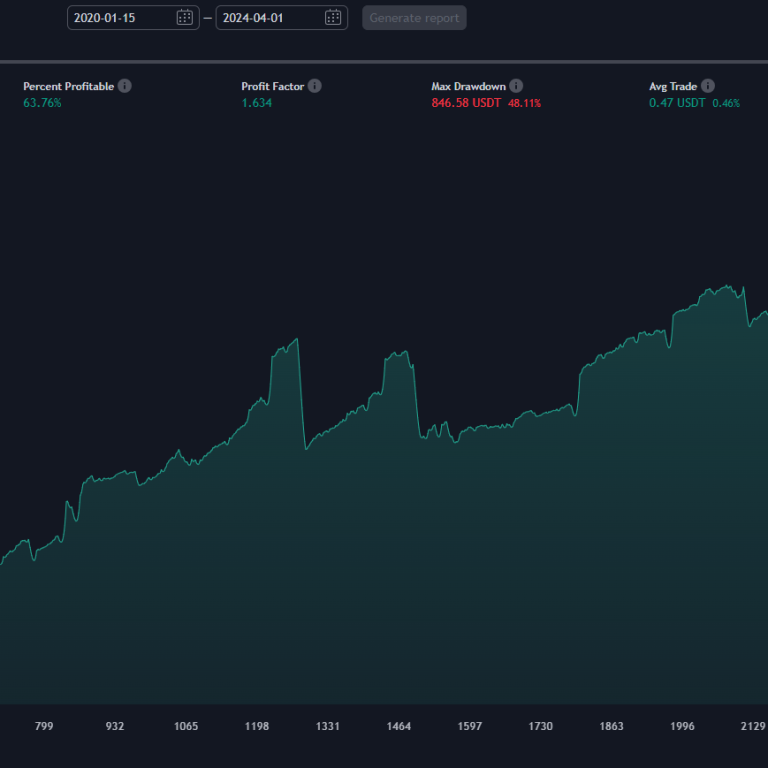 2020-01-15 — 2024-04-01 Generate report
Percent Profitable Profit Factor Max Drawdown Avg Trade
63.76% 1.634 846.58 USDT 48.11% 0.47 USDT 0.46%
799 932 1065 1198 1331 1464 1597 1730 1863 1996 2129